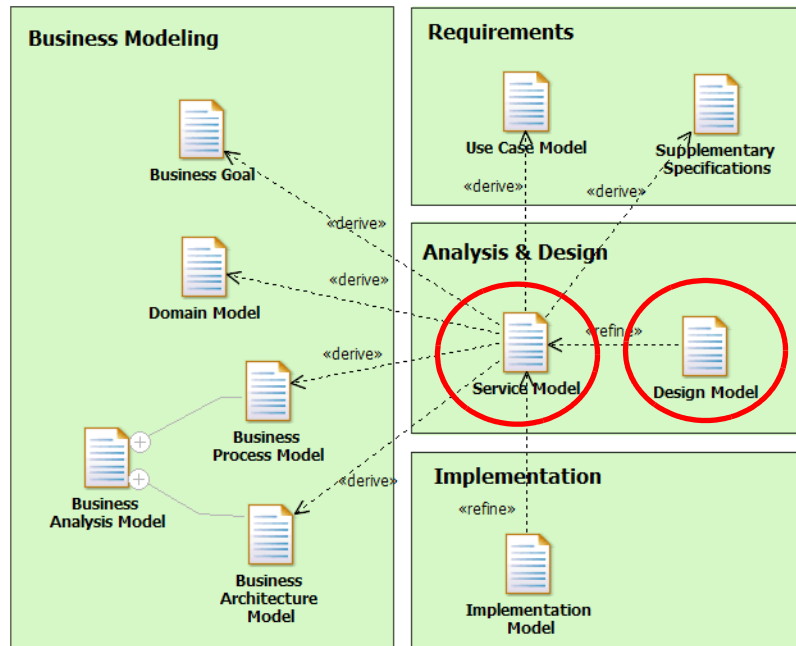 Business Modeling
Business Goal
«derive»
Domain Model
«derive»
«derive»
Business
Process Model
Business
Analysis Model
«derive»
Business
Architecture
Model
Requirements
Use Case Model
Supplementary
Specifications
«derive»
«derive»
Analysis & Design
«refine»
Service Model
Design Model
Implementation
«refine»
Implementation
Model